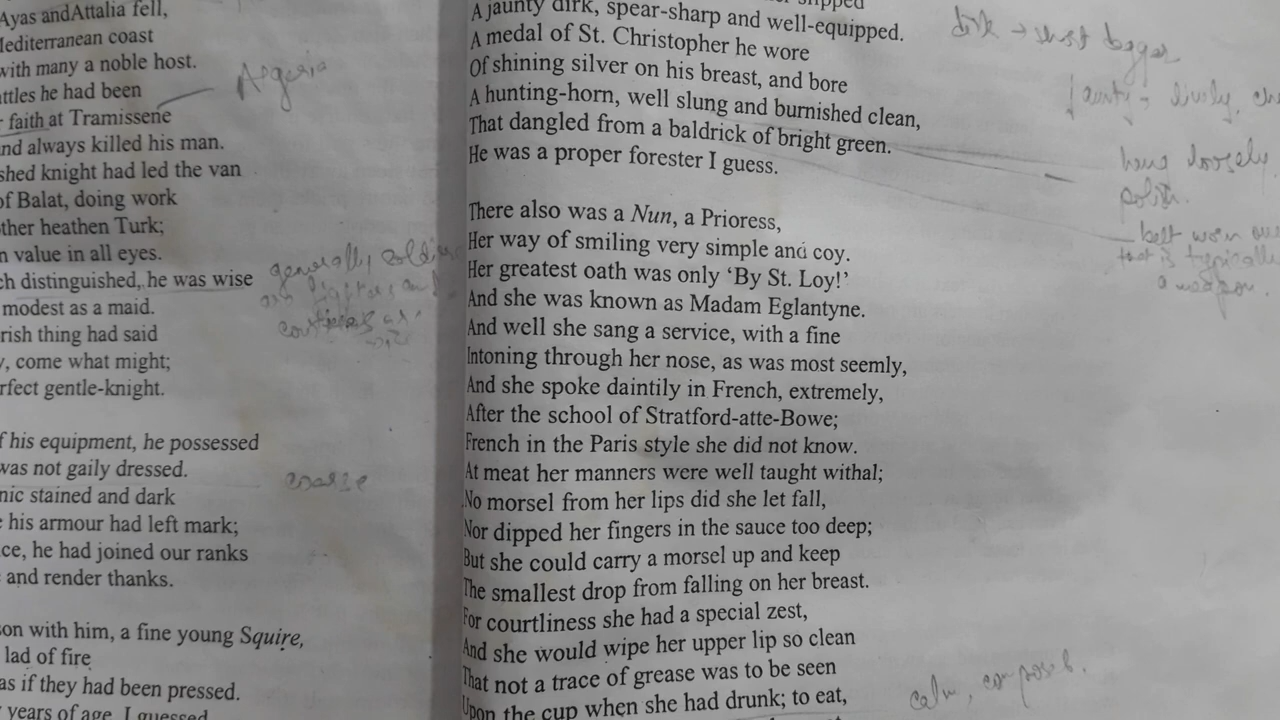 Ayas andAttalia fell,
Mediterranean coast
with many a noble host.
ttles he had been
faith at Tramissene
nd always killed his man.
shed knight had led the van
of Balat, doing work
other heathen Turk;
n value in all eyes.
ch distinguished, he was wise
modest as a maid.
rish thing had said
, come what might;
rfect gentle-knight.
f his equipment, he possessed
was not gaily dressed.
nic stained and dark
his armour had left mark;
ce, he had joined our ranks
and render thanks.
son with him, a fine young Squire,
lad of fire
as if they had been pressed.
years of age, I guessed
Algeria
generally soldiers
coarse
A jaunty dirk, spear-sharp and well-equipped.
A medal of St. Christopher he wore
Of shining silver on his breast, and bore
A hunting-horn, well slung and burnished clean,
That dangled from a baldrick of bright green.
He was a proper forester I guess.
There also was a Nun, a Prioress,
Her way of smiling very simple and coy.
Her greatest oath was only ‘By St. Loy!’
And she was known as Madam Eglantyne.
And well she sang a service, with a fine
Intoning through her nose, as was most seemly,
And she spoke daintily in French, extremely,
After the school of Stratford-atte-Bowe;
French in the Paris style she did not know.
At meat her manners were well taught withal;
No morsel from her lips did she let fall,
Nor dipped her fingers in the sauce too deep;
But she could carry a morsel up and keep
The smallest drop from falling on her breast.
For courtliness she had a special zest,
And she would wipe her upper lip so clean
That not a trace of grease was to be seen
Upon the cup when she had drunk; to eat,
dirk → short
jaunty - lively,
hung loosely
polish.
belt worn
that is typically
a weapon.
calm, composed.